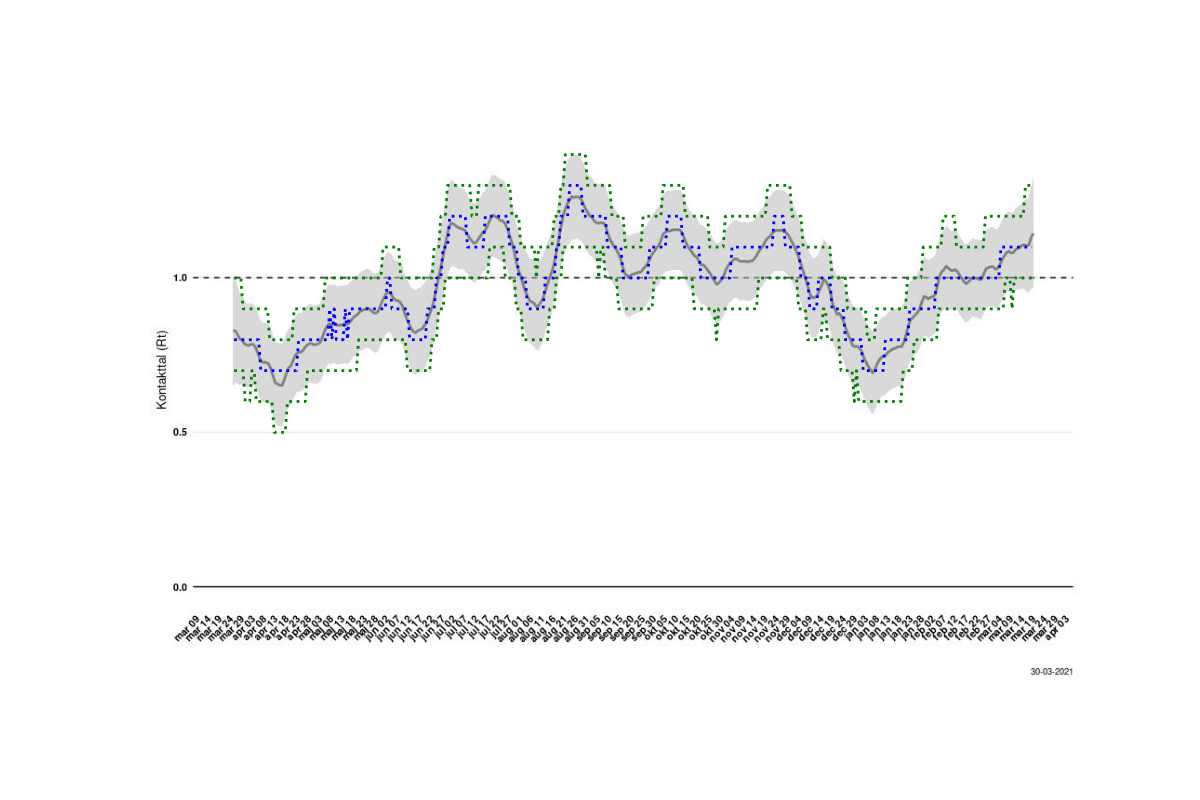 Kontakttal (Rt)
1.0
0.5
0.0
mar 09
mar 14
mar 19
mar 24
mar 29
apr 03
apr 08
apr 13
apr 18
apr 23
apr 28
maj 03
maj 08
maj 13
maj 18
maj 23
maj 28
jun 02
jun 07
jun 12
jun 17
jun 22
jun 27
jul 02
jul 07
jul 12
jul 17
jul 22
jul 27
aug 01
aug 06
aug 11
aug 16
aug 21
aug 26
aug 31
sep 05
sep 10
sep 15
sep 20
sep 25
sep 30
okt 05
okt 10
okt 15
okt 20
okt 25
okt 30
nov 04
nov 09
nov 14
nov 19
nov 24
nov 29
dec 04
dec 09
dec 14
dec 19
dec 24
dec 29
jan 03
jan 08
jan 13
jan 18
jan 23
jan 28
feb 02
feb 07
feb 12
feb 17
feb 22
feb 27
mar 04
mar 09
mar 14
mar 19
mar 24
mar 29
apr 03
30-03-2021